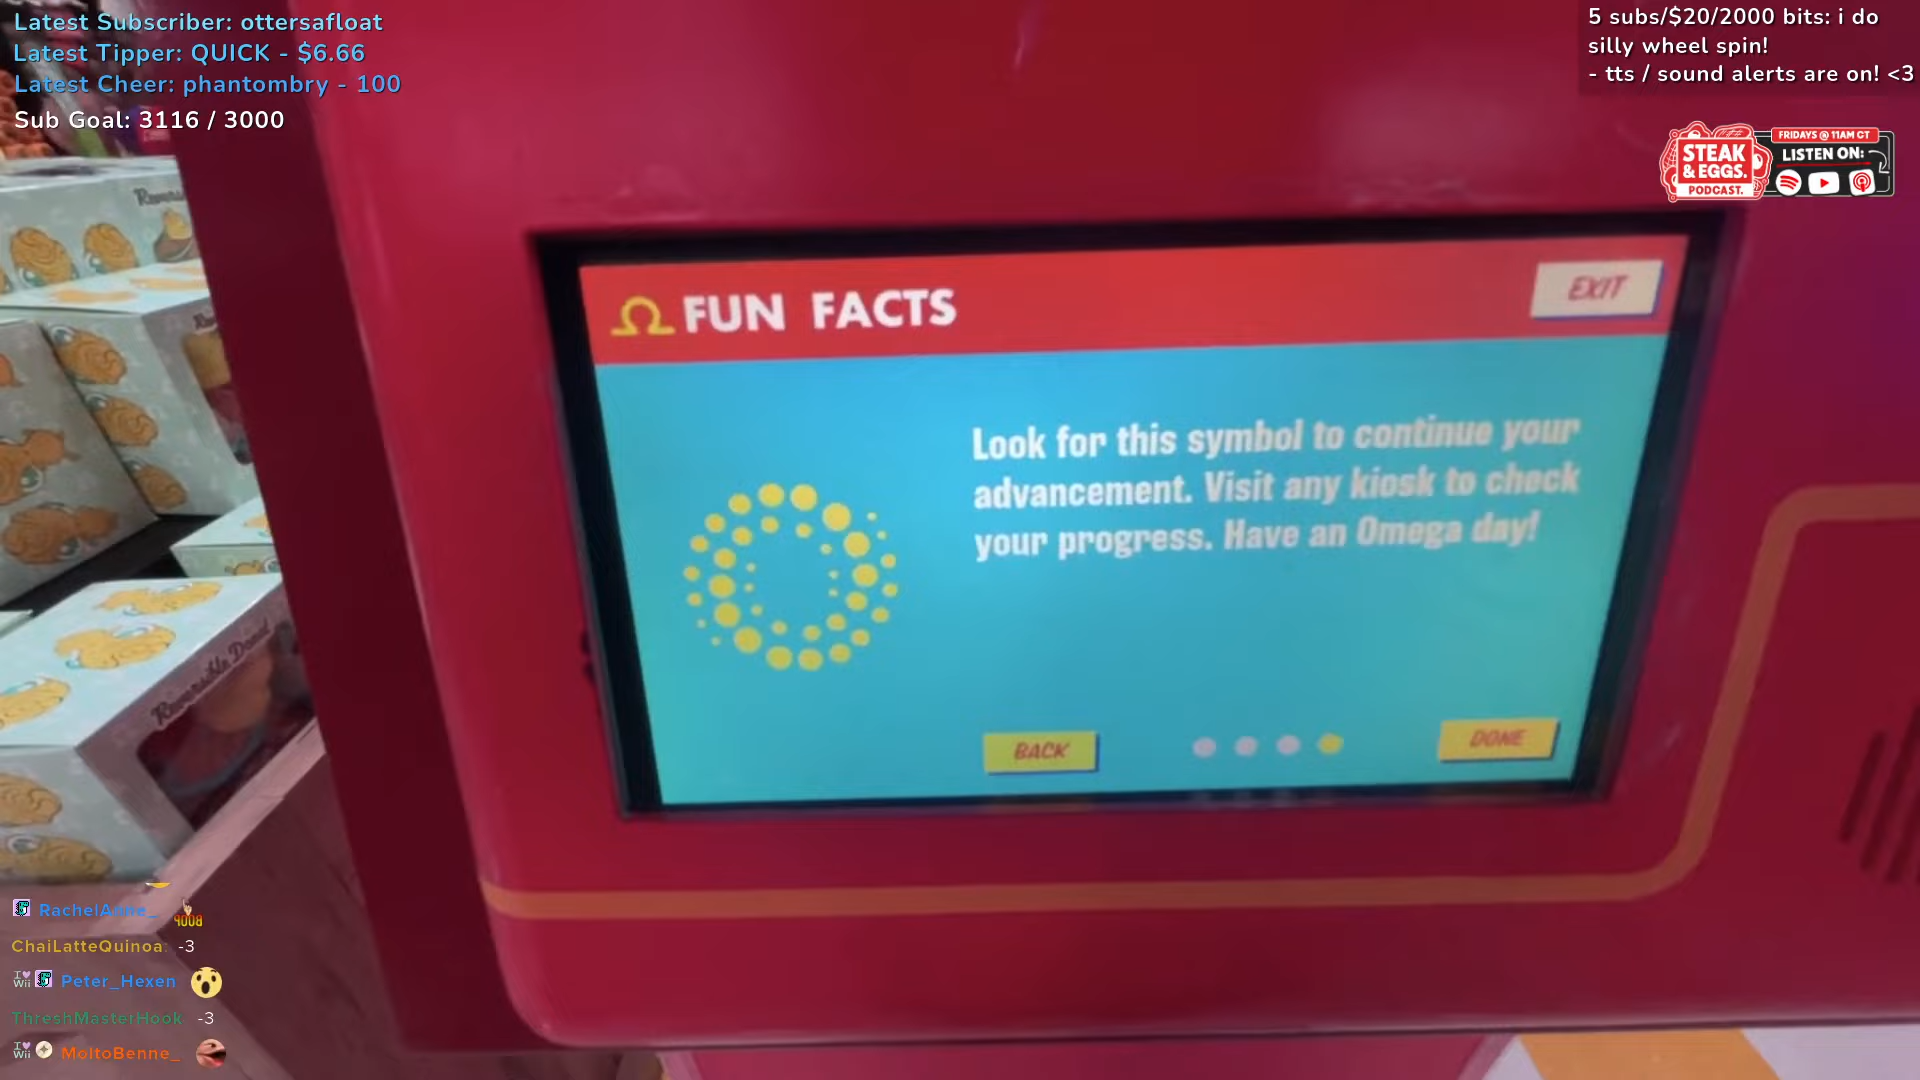 Latest Subscriber: ottersafloat
Latest Tipper: QUICK - $6.66
Latest Cheer: phantombry - 100
Sub Goal: 3116 / 3000
5 subs/$20/2000 bits: i do
silly wheel spin!
- tts / sound alerts are on! <3
STEAK
& EGGS.
PODCAST.
FRIDAYS @ 11AM CT
LISTEN ON:
Ω FUN FACTS
EXIT
Look for this symbol to continue your
advancement. Visit any kiosk to check
your progress. Have an Omega day!
BACK
DONE
Reversible Donut
RachelAnne_
ChaiLatteQuinoa: -3
Peter_Hexen
ThreshMasterHook -3
MoltoBenne_